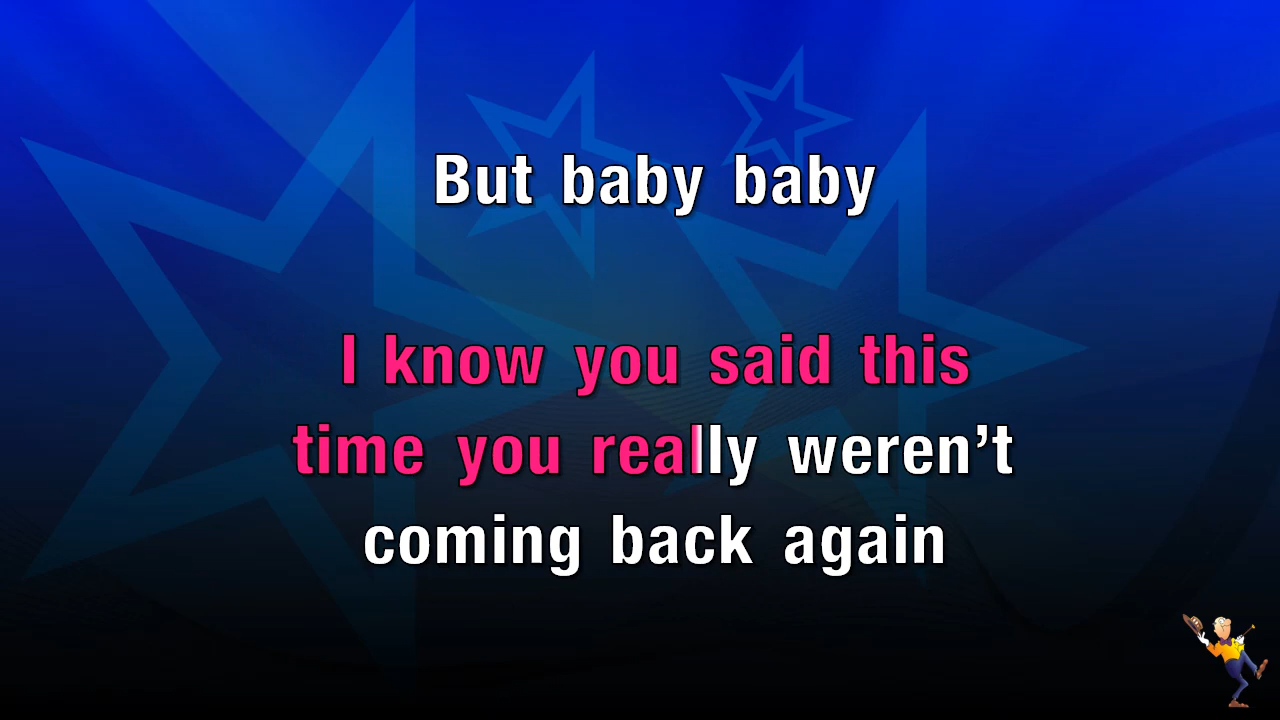 But baby baby
I know you said this
time you really weren’t
coming back again